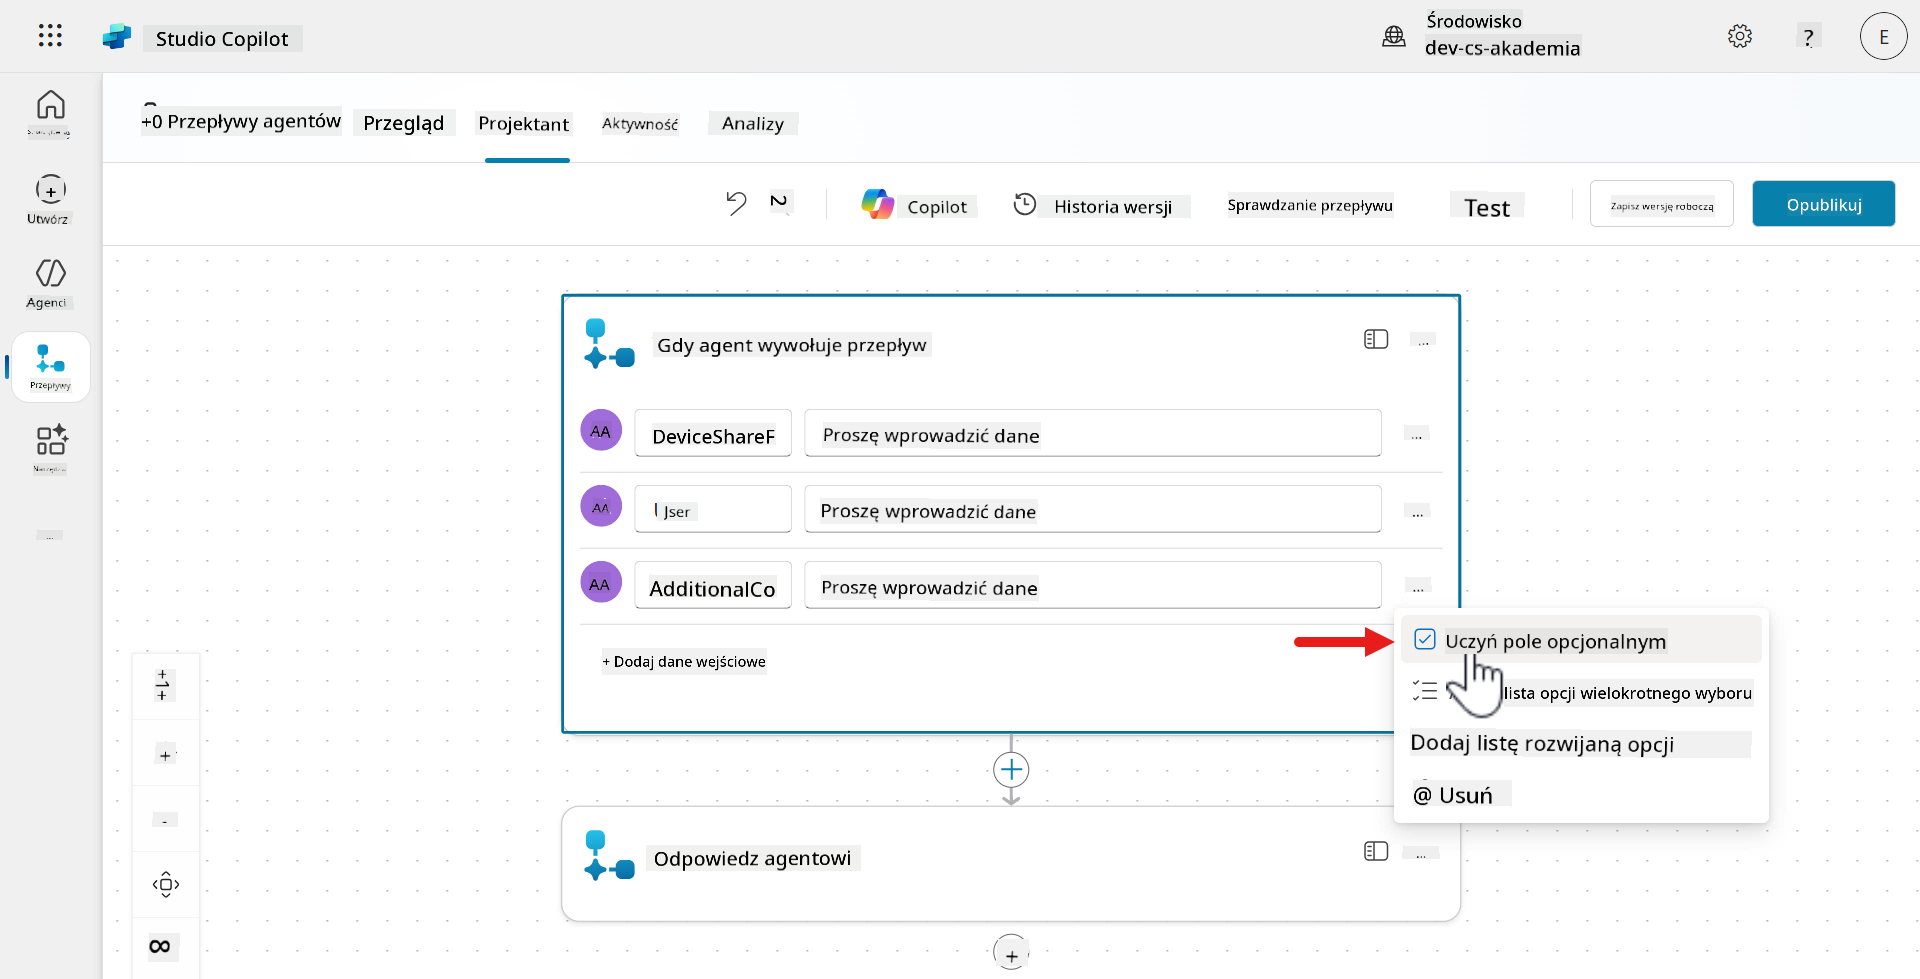 Studio Copilot
Środowisko
dev-cs-akademia
?
E
+0 Przepływy agentów
Przegląd
Projektant
Aktywność
Analizy
Utwórz
Agenci
Przepływy
Copilot
Historia wersji
Sprawdzanie przepływu
Test
Zapisz wersję roboczą
Opublikuj
Gdy agent wywołuje przepływ
...
AA
DeviceShareF
Proszę wprowadzić dane
...
AA
Jser
Proszę wprowadzić dane
...
AA
AdditionalCo
Proszę wprowadzić dane
...
+ Dodaj dane wejściowe
Uczyń pole opcjonalnym
lista opcji wielokrotnego wyboru
Dodaj listę rozwijaną opcji
@ Usuń
Odpowiedz agentowi
...